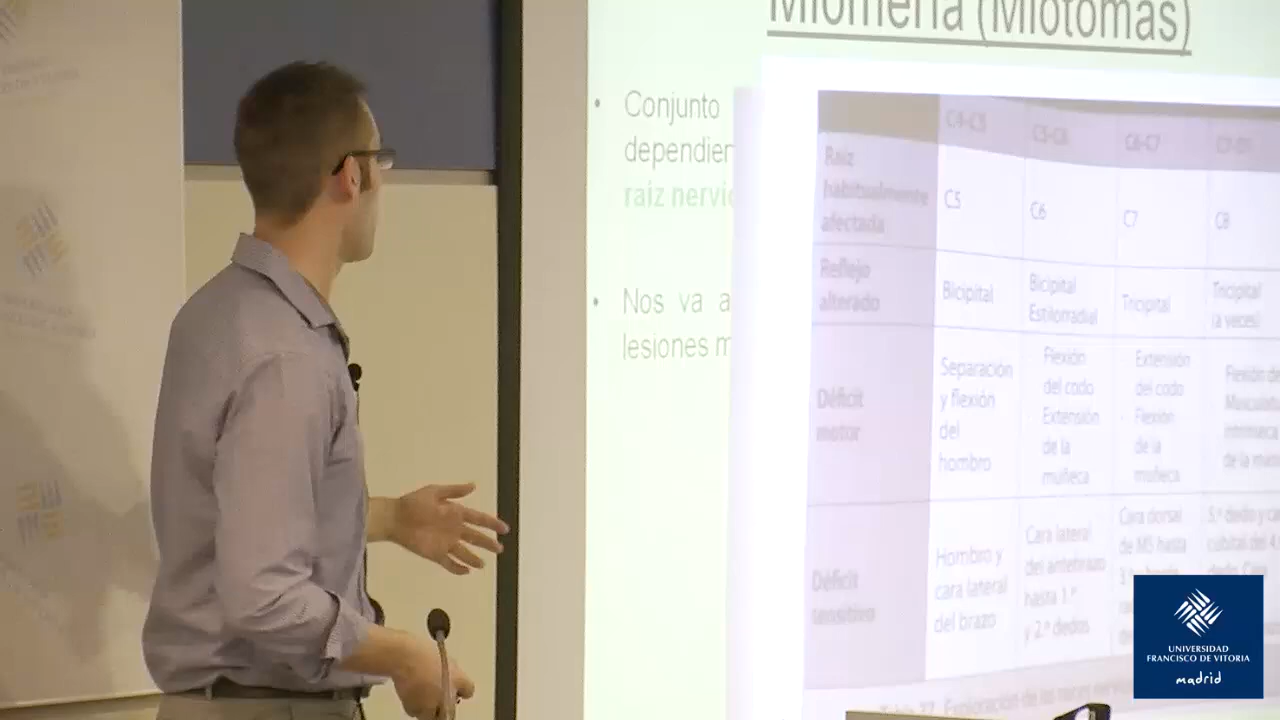 Miomería (Miotomas)
Conjunto
dependien
raíz nervio
Nos va a
lesiones m
C4-C5 C5-C6 C6-C7 C7-D1
Raíz
habitualmente
afectada
C5 C6 C7 C8
Reflejo
alterado
Bicipital
Bicipital
Estilorradial
Tricipital
Tricipital
(a veces)
Déficit
motor
Separación
y flexión
del
hombro
Flexión
del codo
Extensión
de la
muñeca
Extensión
del codo
Flexión
de la
muñeca
Flexión de
Musculatu
intrínseca
de la mano
Déficit
sensitivo
Hombro y
cara lateral
del brazo
Cara lateral
del antebrazo
hasta 1.º
y 2.º dedos
Cara dorsal
de MS hasta
5.º dedo y ca
cubital del 4.º
UNIVERSIDAD
FRANCISCO DE VITORIA
madrid